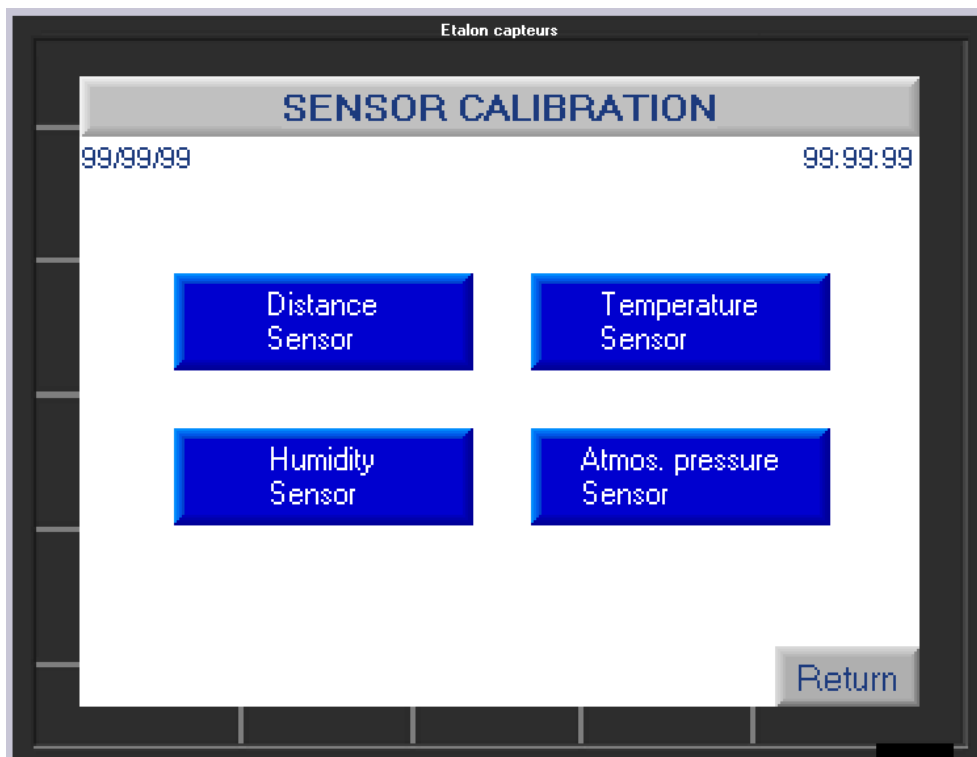 Etalon capteurs
SENSOR CALIBRATION
99/99/99 99:99:99
Distance
Sensor
Temperature
Sensor
Humidity
Sensor
Atmos. pressure
Sensor
Return